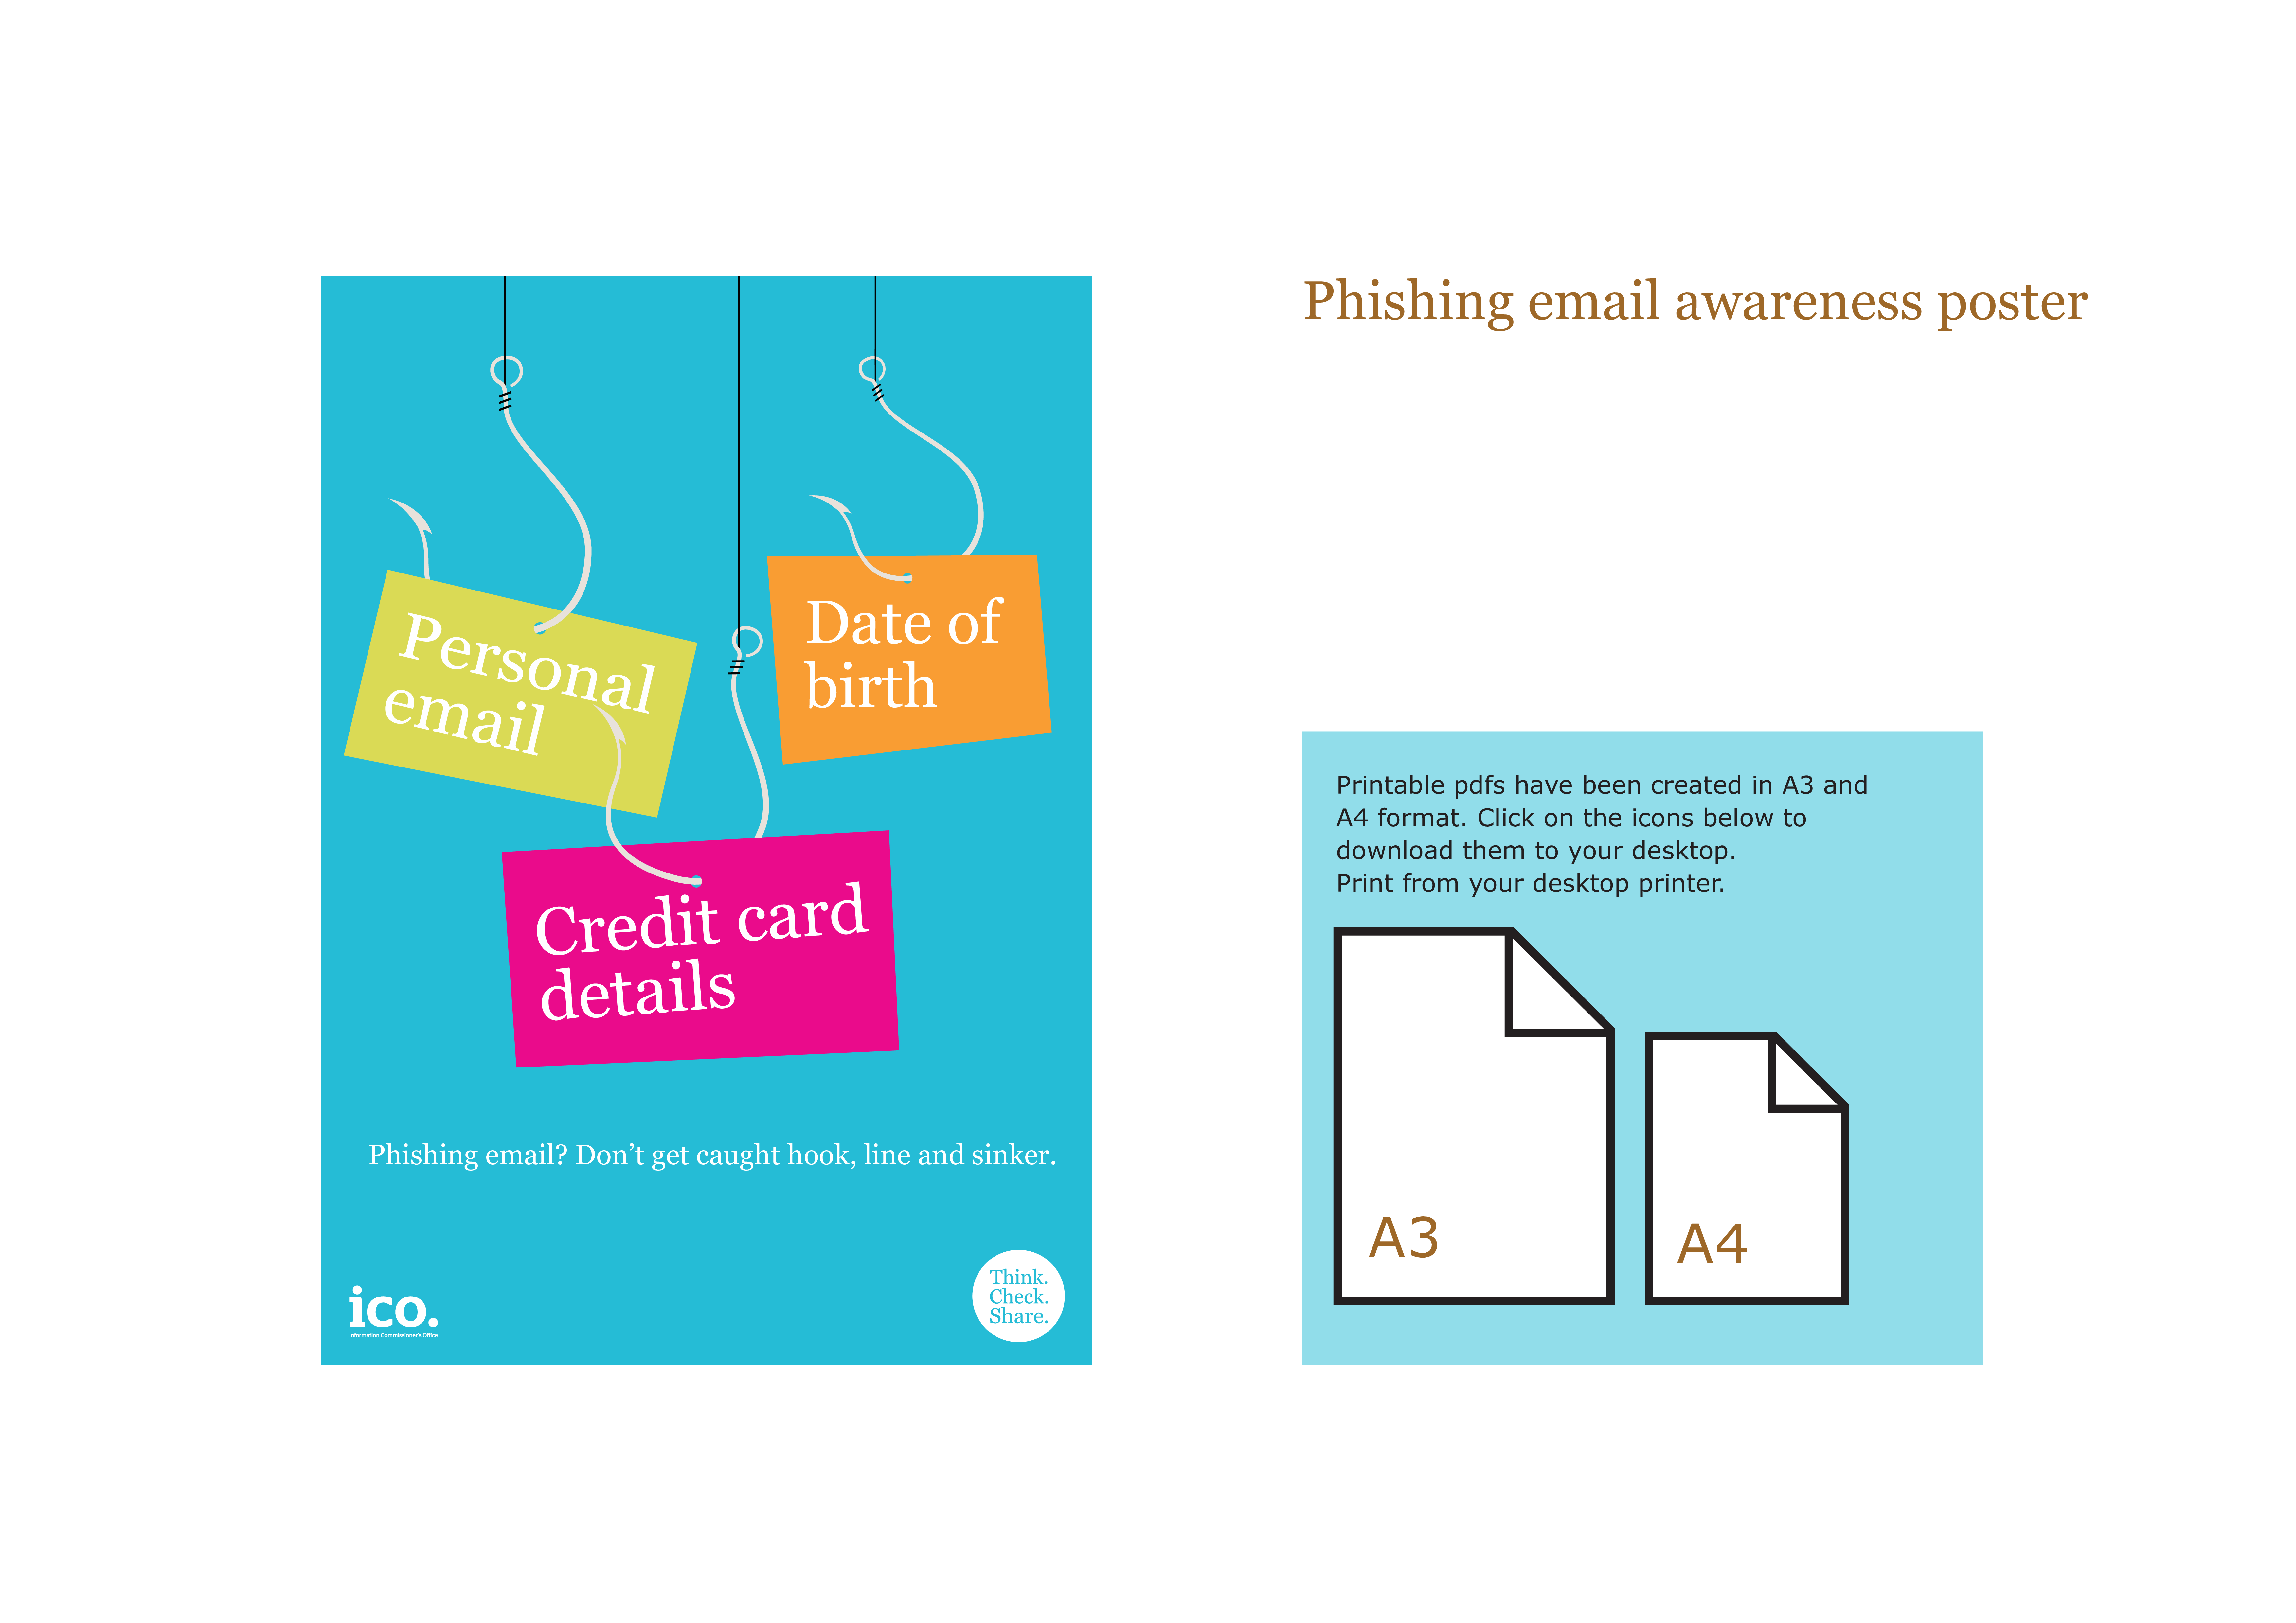 Personal
email
Date of
birth
Credit card
details
Phishing email? Don’t get caught hook, line and sinker.
ico.
Information Commissioner's Office
Think.
Check.
Share.
Phishing email awareness poster
Printable pdfs have been created in A3 and
A4 format. Click on the icons below to
download them to your desktop.
Print from your desktop printer.
A3
A4